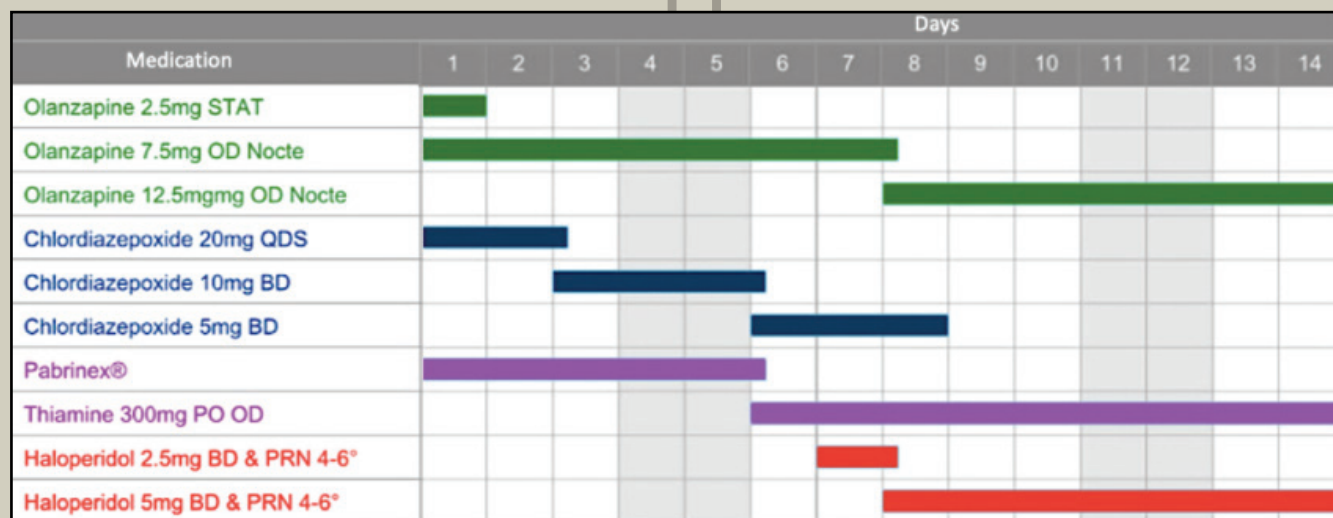 Days
Medication 1 2 3 4 5 6 7 8 9 10 11 12 13 14
Olanzapine 2.5mg STAT
Olanzapine 7.5mg OD Nocte
Olanzapine 12.5mgmg OD Nocte
Chlordiazepoxide 20mg QDS
Chlordiazepoxide 10mg BD
Chlordiazepoxide 5mg BD
Pabrinex®
Thiamine 300mg PO OD
Haloperidol 2.5mg BD & PRN 4-6°
Haloperidol 5mg BD & PRN 4-6°